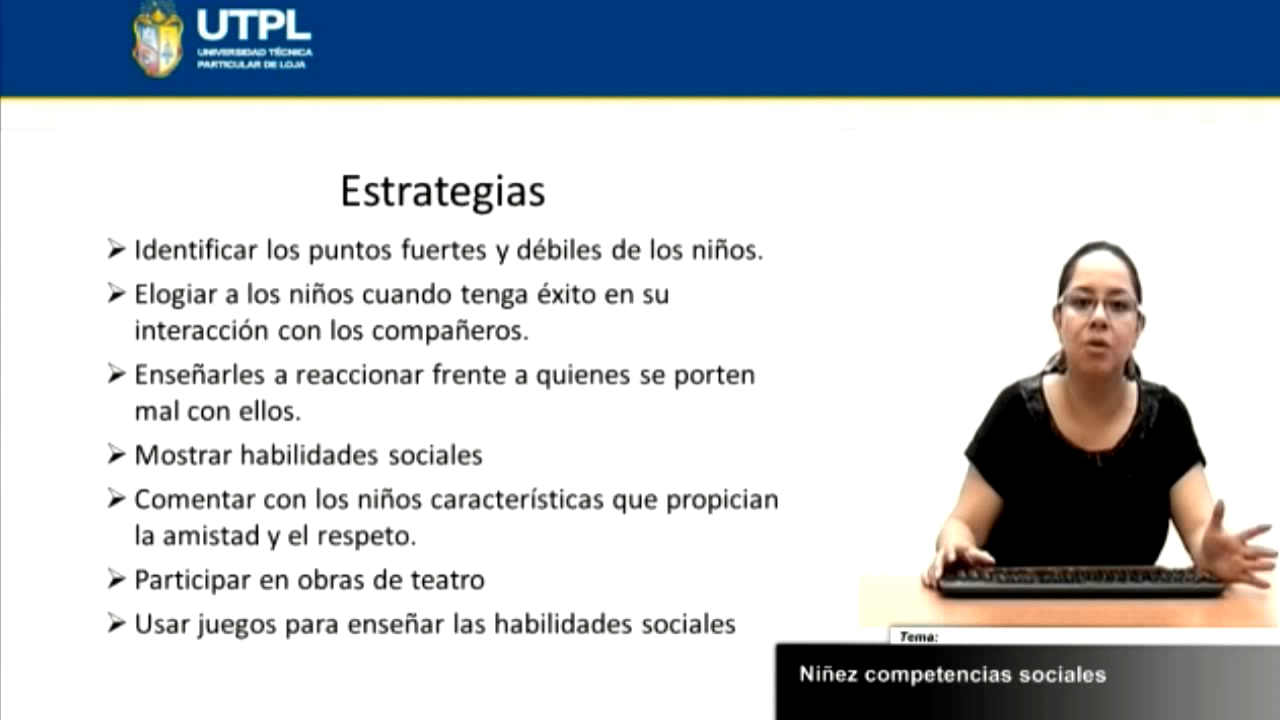 UTPL
UNIVERSIDAD TÉCNICA
PARTICULAR DE LOJA
Estrategias
Identificar los puntos fuertes y débiles de los niños.
Elogiar a los niños cuando tenga éxito en su
interacción con los compañeros.
Enseñarles a reaccionar frente a quienes se porten
mal con ellos.
Mostrar habilidades sociales
Comentar con los niños características que propician
la amistad y el respeto.
Participar en obras de teatro
Usar juegos para enseñar las habilidades sociales
Tema:
Niñez competencias sociales